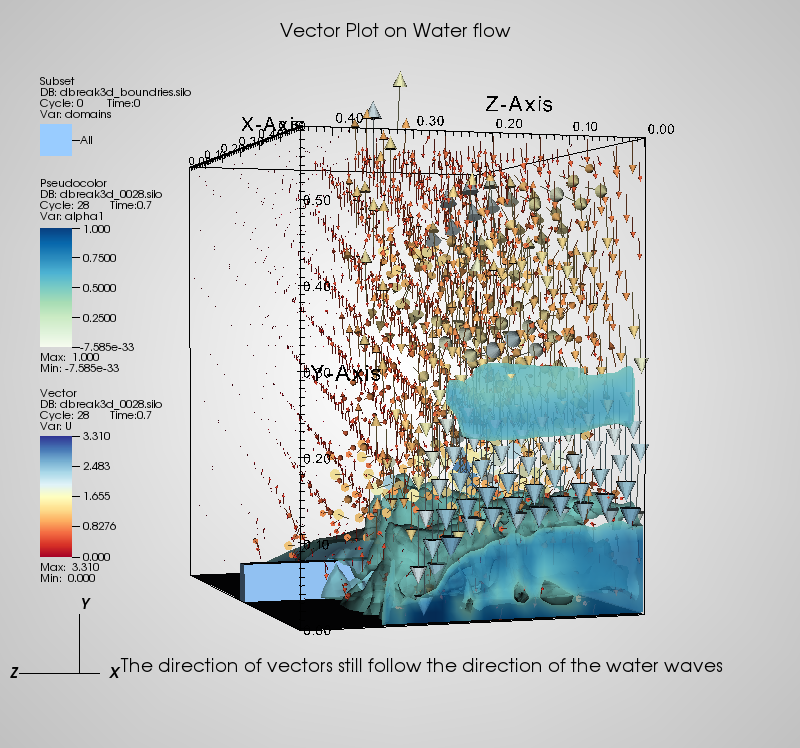 Vector Plot on Water flow
Subset
DB: dbreak3d_boundries.silo
Cycle: 0 Time:0
Var: domains
All
Pseudocolor
DB: dbreak3d_0028.silo
Cycle: 28 Time:0.7
Var: alpha1
1.000
0.7500
0.5000
0.2500
-7.585e-33
Max: 1.000
Min: -7.585e-33
Vector
DB: dbreak3d_0028.silo
Cycle: 28 Time:0.7
Var: U
3.310
2.483
1.655
0.8276
0.000
Max: 3.310
Min: 0.000
Z-Axis
X-Axis
0.40 0.30 0.20 0.10 0.00
0.50
0.40
Y-Axis
0.20
0.10
0.00
Y
Z X
The direction of vectors still follow the direction of the water waves